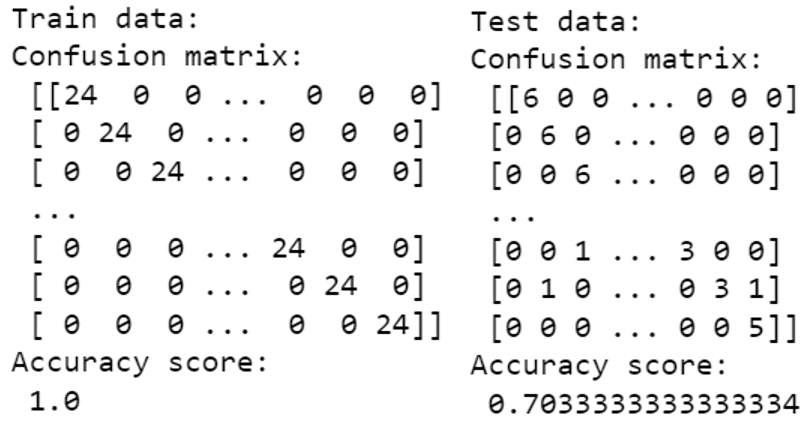 Train data:
Confusion matrix:
[[24 0 0 ... 0 0 0]
[ 0 24 0 ... 0 0 0]
[ 0 0 24 ... 0 0 0]
...
[ 0 0 0 ... 24 0 0]
[ 0 0 0 ... 0 24 0]
[ 0 0 0 ... 0 0 24]]
Accuracy score:
1.0
Test data:
Confusion matrix:
[[6 0 0 ... 0 0 0]
[0 6 0 ... 0 0 0]
[0 0 6 ... 0 0 0]
...
[0 0 1 ... 3 0 0]
[0 1 0 ... 0 3 1]
[0 0 0 ... 0 0 5]]
Accuracy score:
0.7033333333333334